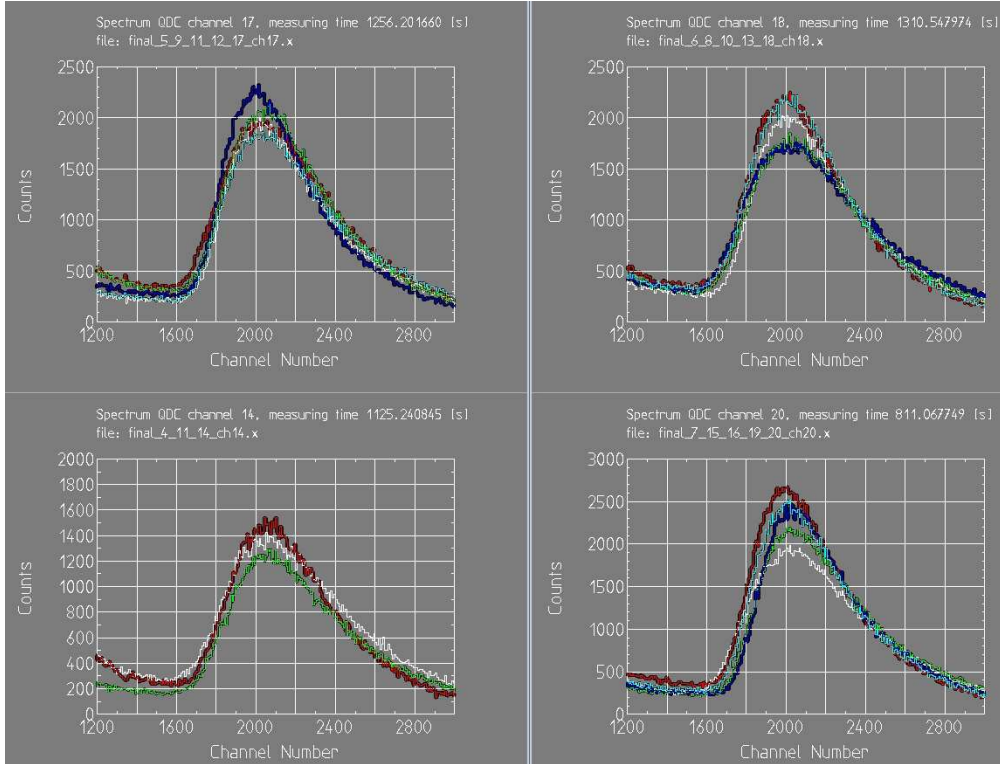 Spectrum QDC channel 17, measuring time 1256.201660 [s]
file: final_5_9_11_12_17_ch17.x
2500
2000
1500
1000
500
0
Counts
1200 1600 2000 2400 2800
Channel Number
Spectrum QDC channel 18, measuring time 1310.547974 [s]
file: final_6_8_10_13_18_ch18.x
2500
2000
1500
1000
500
0
Counts
1200 1600 2000 2400 2800
Channel Number
Spectrum QDC channel 14, measuring time 1125.240845 [s]
file: final_4_11_14_ch14.x
2000
1800
1600
1400
1200
1000
800
600
400
200
0
Counts
1200 1600 2000 2400 2800
Channel Number
Spectrum QDC channel 20, measuring time 811.067749 [s]
file: final_7_15_16_19_20_ch20.x
3000
2500
2000
1500
1000
500
0
Counts
1200 1600 2000 2400 2800
Channel Number